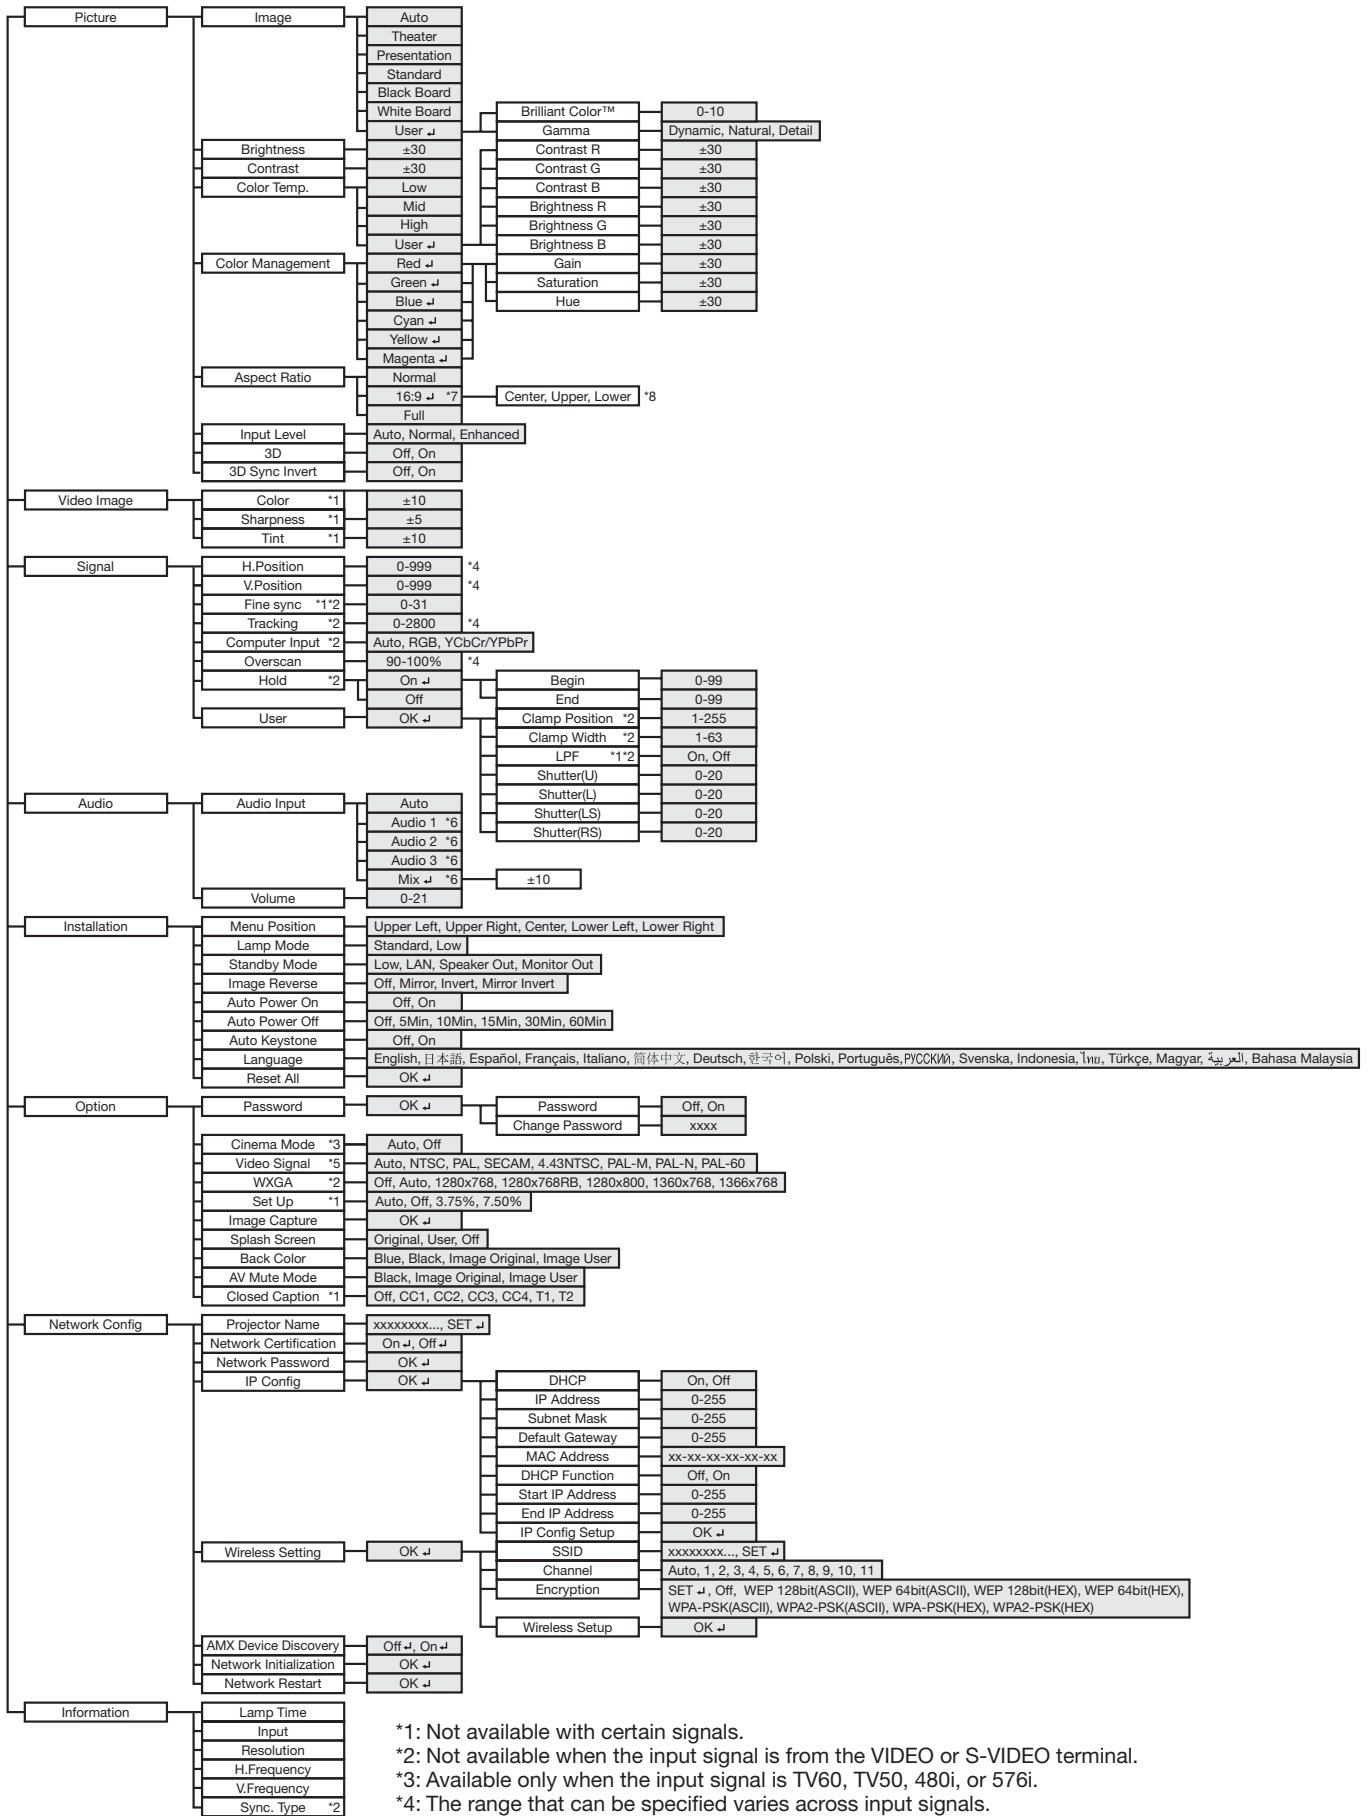 Picture Image Auto
Theater
Presentation
Standard
Black Board
White Board Brilliant Color™ 0-10
User ↵ Gamma Dynamic, Natural, Detail
Brightness ±30 Contrast R ±30
Contrast ±30 Contrast G ±30
Color Temp. Low Contrast B ±30
Mid Brightness R ±30
High Brightness G ±30
User ↵ Brightness B ±30
Color Management Red ↵ Gain ±30
Green ↵ Saturation ±30
Blue ↵ Hue ±30
Cyan ↵
Yellow ↵
Magenta ↵
Aspect Ratio Normal
16:9 ↵ *7 Center, Upper, Lower *8
Full
Input Level Auto, Normal, Enhanced
3D Off, On
3D Sync Invert Off, On
Video Image Color *1 ±10
Sharpness *1 ±5
Tint *1 ±10
Signal H.Position 0-999 *4
V.Position 0-999 *4
Fine sync *1*2 0-31
Tracking *2 0-2800 *4
Computer Input *2 Auto, RGB, YCbCr/YPbPr
Overscan 90-100% *4
Hold *2 On ↵ Begin 0-99
Off End 0-99
User OK ↵ Clamp Position *2 1-255
Clamp Width *2 1-63
LPF *1*2 On, Off
Shutter(U) 0-20
Audio Audio Input Auto Shutter(L) 0-20
Audio 1 *6 Shutter(LS) 0-20
Audio 2 *6 Shutter(RS) 0-20
Audio 3 *6
Mix ↵ *6 ±10
Volume 0-21
Installation Menu Position Upper Left, Upper Right, Center, Lower Left, Lower Right
Lamp Mode Standard, Low
Standby Mode Low, LAN, Speaker Out, Monitor Out
Image Reverse Off, Mirror, Invert, Mirror Invert
Auto Power On Off, On
Auto Power Off Off, 5Min, 10Min, 15Min, 30Min, 60Min
Auto Keystone Off, On
Language English, 日本語, Español, Français, Italiano, 简体中文, Deutsch, 한국어, Polski, Português, РУССКИЙ, Svenska, Indonesia, ไทย, Türkçe, Magyar, العربية, Bahasa Malaysia
Reset All OK ↵
Option Password OK ↵ Password Off, On
Change Password xxxx
Cinema Mode *3 Auto, Off
Video Signal *5 Auto, NTSC, PAL, SECAM, 4.43NTSC, PAL-M, PAL-N, PAL-60
WXGA *2 Off, Auto, 1280x768, 1280x768RB, 1280x800, 1360x768, 1366x768
Set Up *1 Auto, Off, 3.75%, 7.50%
Image Capture OK ↵
Splash Screen Original, User, Off
Back Color Blue, Black, Image Original, Image User
AV Mute Mode Black, Image Original, Image User
Closed Caption *1 Off, CC1, CC2, CC3, CC4, T1, T2
Network Config Projector Name xxxxxxxx..., SET ↵
Network Certification On↵, Off↵
Network Password OK ↵
IP Config OK ↵ DHCP On, Off
IP Address 0-255
Subnet Mask 0-255
Default Gateway 0-255
MAC Address xx-xx-xx-xx-xx-xx
DHCP Function Off, On
Start IP Address 0-255
End IP Address 0-255
IP Config Setup OK ↵
Wireless Setting OK ↵ SSID xxxxxxxx..., SET ↵
Channel Auto, 1, 2, 3, 4, 5, 6, 7, 8, 9, 10, 11
Encryption SET ↵, Off, WEP 128bit(ASCII), WEP 64bit(ASCII), WEP 128bit(HEX), WEP 64bit(HEX),
WPA-PSK(ASCII), WPA2-PSK(ASCII), WPA-PSK(HEX), WPA2-PSK(HEX)
Wireless Setup OK ↵
AMX Device Discovery Off↵, On↵
Network Initialization OK ↵
Network Restart OK ↵
Information Lamp Time
Input
Resolution
H.Frequency
V.Frequency
Sync. Type *2
*1: Not available with certain signals.
*2: Not available when the input signal is from the VIDEO or S-VIDEO terminal.
*3: Available only when the input signal is TV60, TV50, 480i, or 576i.
*4: The range that can be specified varies across input signals.